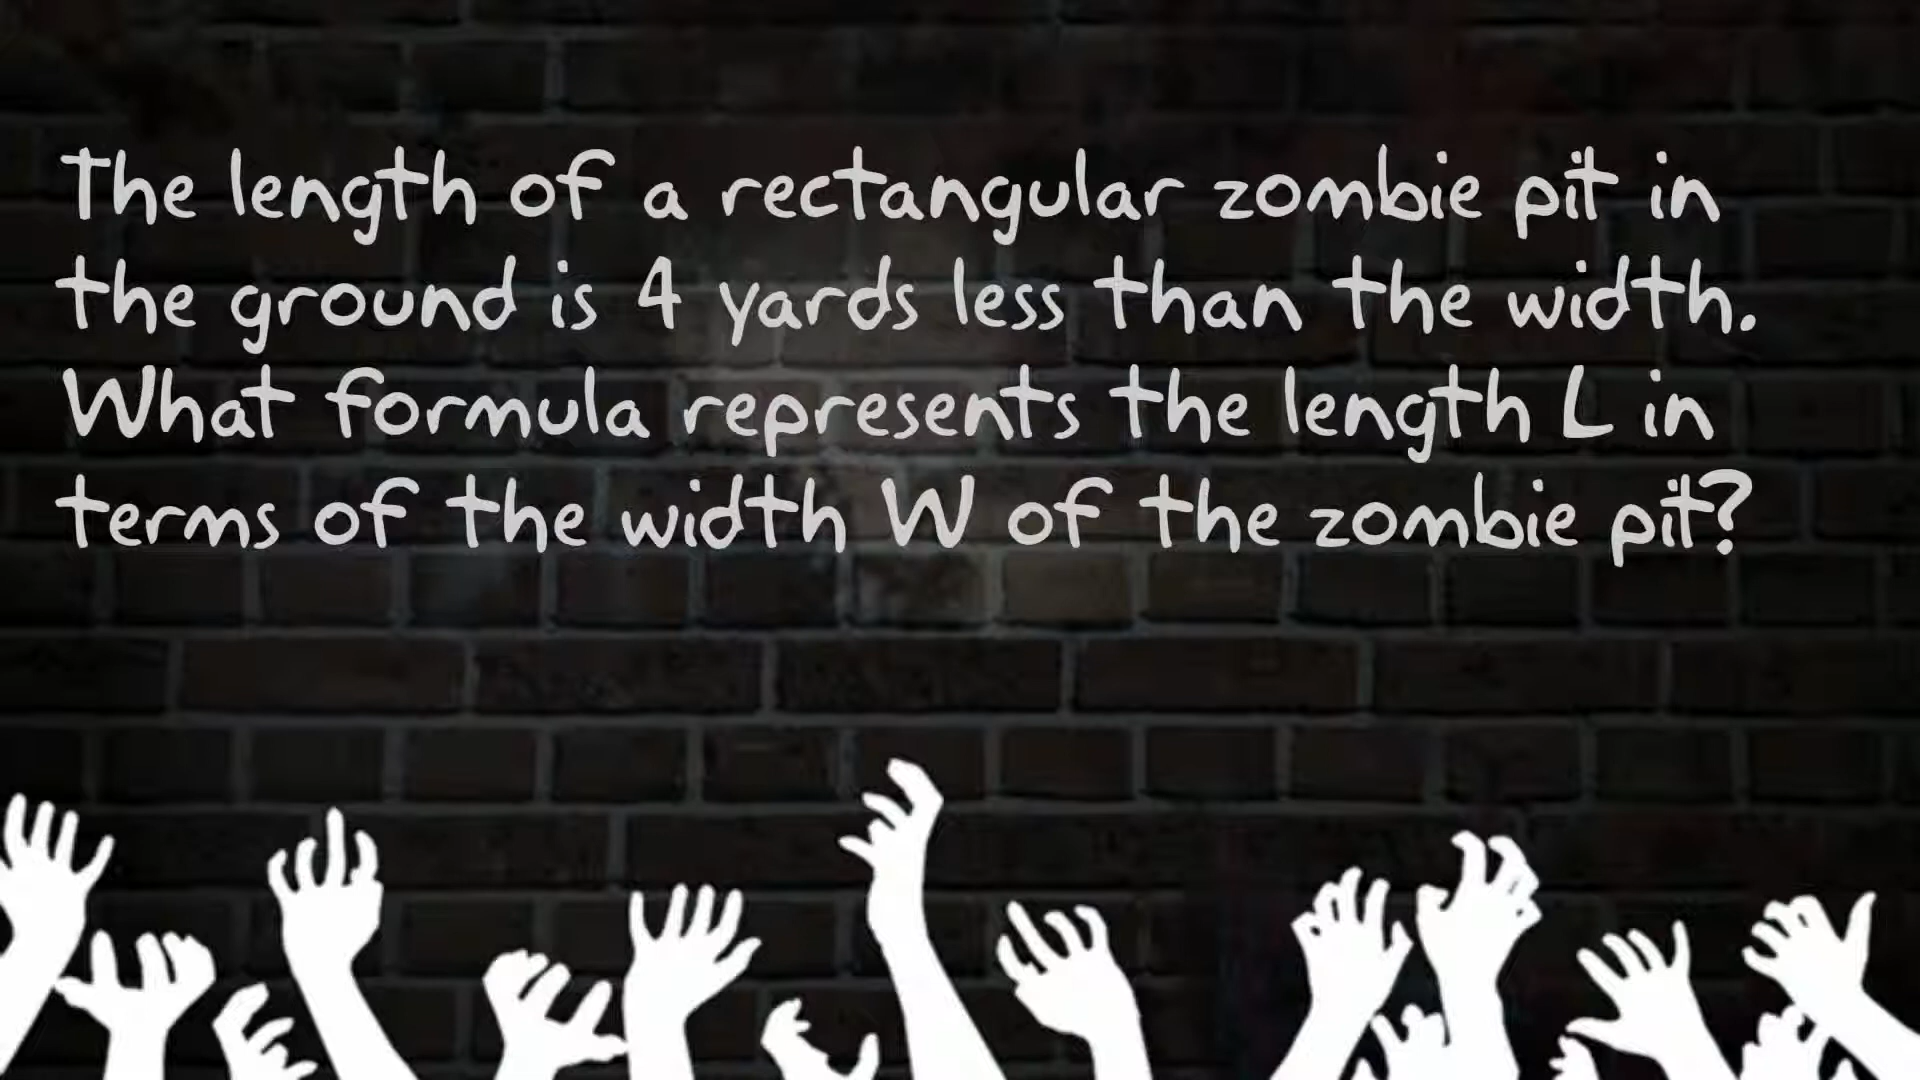 The length of a rectangular zombie pit in
the ground is 4 yards less than the width.
What formula represents the length L in
terms of the width W of the zombie pit?